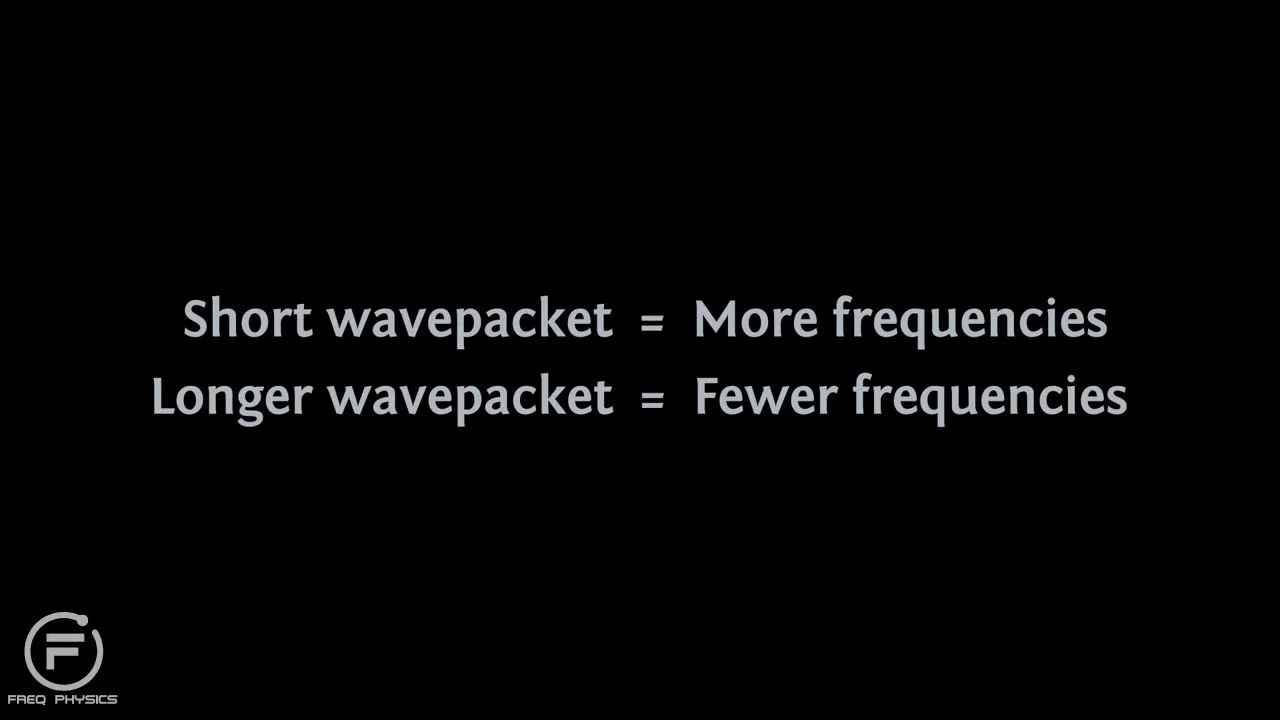 Short wavepacket = More frequencies
Longer wavepacket = Fewer frequencies
F
FREQ PHYSICS